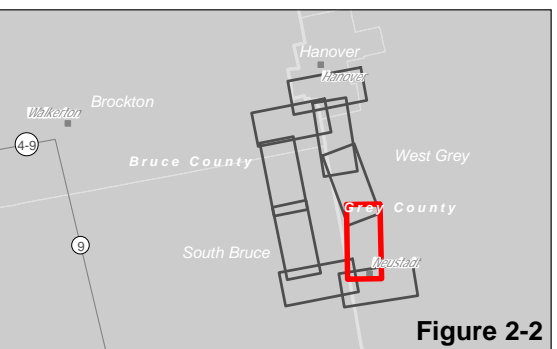 Hanover
Hanover
Walkerton
Brockton
4-9
West Grey
Bruce County
Grey County
9
South Bruce
Neustadt
Figure 2-2